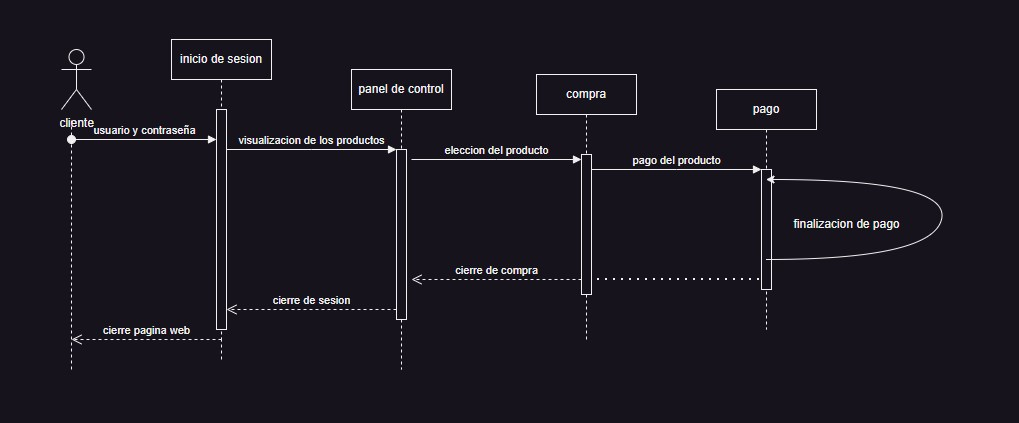 inicio de sesion
panel de control
compra
pago
cliente
usuario y contraseña
visualizacion de los productos
eleccion del producto
pago del producto
finalizacion de pago
cierre de compra
cierre de sesion
cierre pagina web